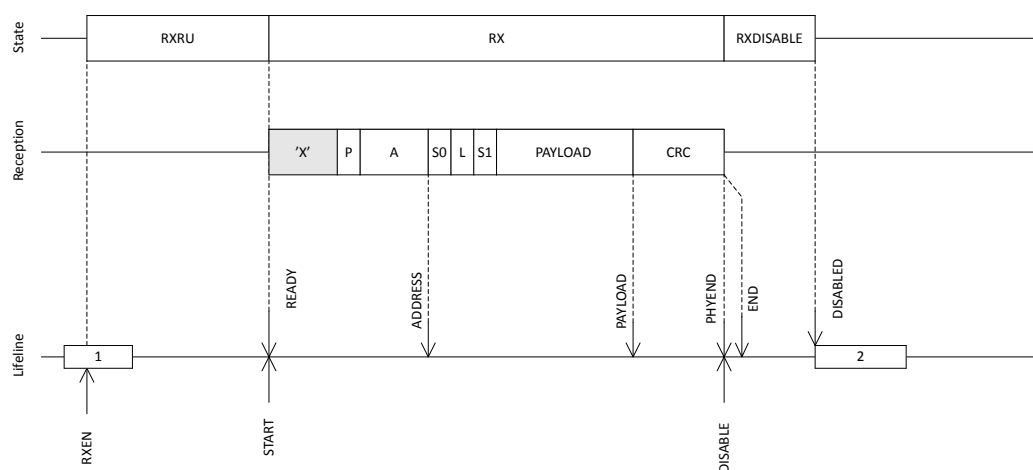 State
RXRU
RX
RXDISABLE
Reception
'X'
P
A
S0
L
S1
PAYLOAD
CRC
READY
ADDRESS
PAYLOAD
PHYEND
END
DISABLED
Lifeline
1
2
RXEN
START
DISABLE